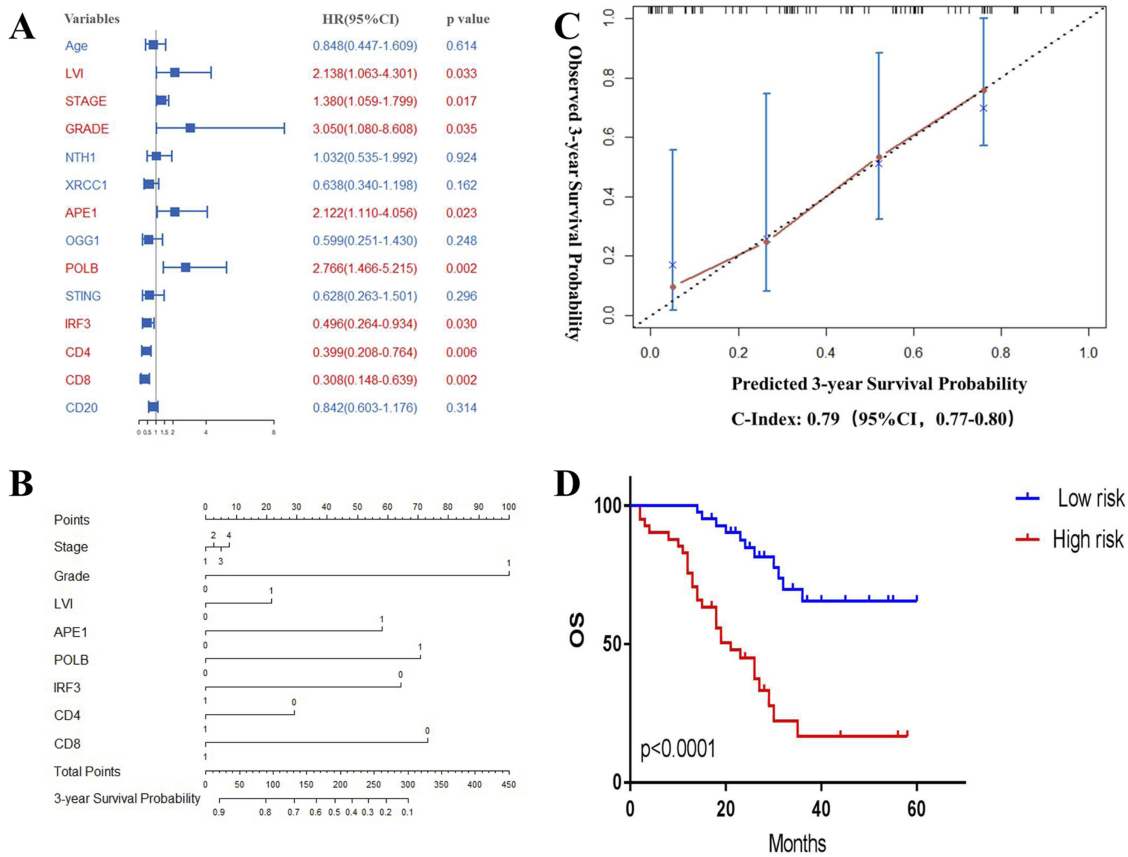 A
Variables HR(95%CI) p value
Age 0.848(0.447-1.609) 0.614
LVI 2.138(1.063-4.301) 0.033
STAGE 1.380(1.059-1.799) 0.017
GRADE 3.050(1.080-8.608) 0.035
NTH1 1.032(0.535-1.992) 0.924
XRCC1 0.638(0.340-1.198) 0.162
APE1 2.122(1.110-4.056) 0.023
OGG1 0.599(0.251-1.430) 0.248
POLB 2.766(1.466-5.215) 0.002
STING 0.628(0.263-1.501) 0.296
IRF3 0.496(0.264-0.934) 0.030
CD4 0.399(0.208-0.764) 0.006
CD8 0.308(0.148-0.639) 0.002
CD20 0.842(0.603-1.176) 0.314
0 0.5 1 1.5 2 4
B
0 10 20 30 40 50 60 70 80 90 100
Points
2 4
Stage
1 3
1
Grade
0
1
LVI
0
1
APE1
0
1
POLB
0
0
IRF3
1
0
CD4
1
0
CD8
1
Total Points
0 50 100 150 200 250 300 350 400 450
3-year Survival Probability
0.9 0.8 0.7 0.6 0.5 0.4 0.3 0.2 0.1
C
Observed 3-year Survival Probability
1.0
0.8
0.6
0.4
0.2
0.0
0.0 0.2 0.4 0.6 0.8 1.0
Predicted 3-year Survival Probability
C-Index: 0.79 (95%CI, 0.77-0.80)
D
Low risk
High risk
100
50
0
OS
p<0.0001
0 20 40 60
Months